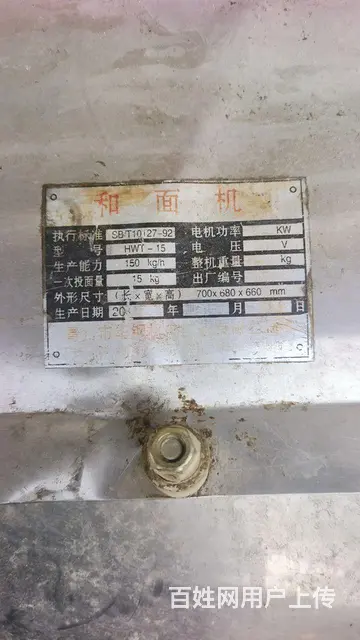 和面机
执行标准 SB/T10127-92 电机功率 KW
型号 HWT-15 电压 V
生产能力 150 kg/h 整机重量 kg
一次投面量 15 kg 出厂编号
外形尺寸 (长×宽×高) 700x680x660 mm
生产日期 20 年 月 日
百姓网用户上传